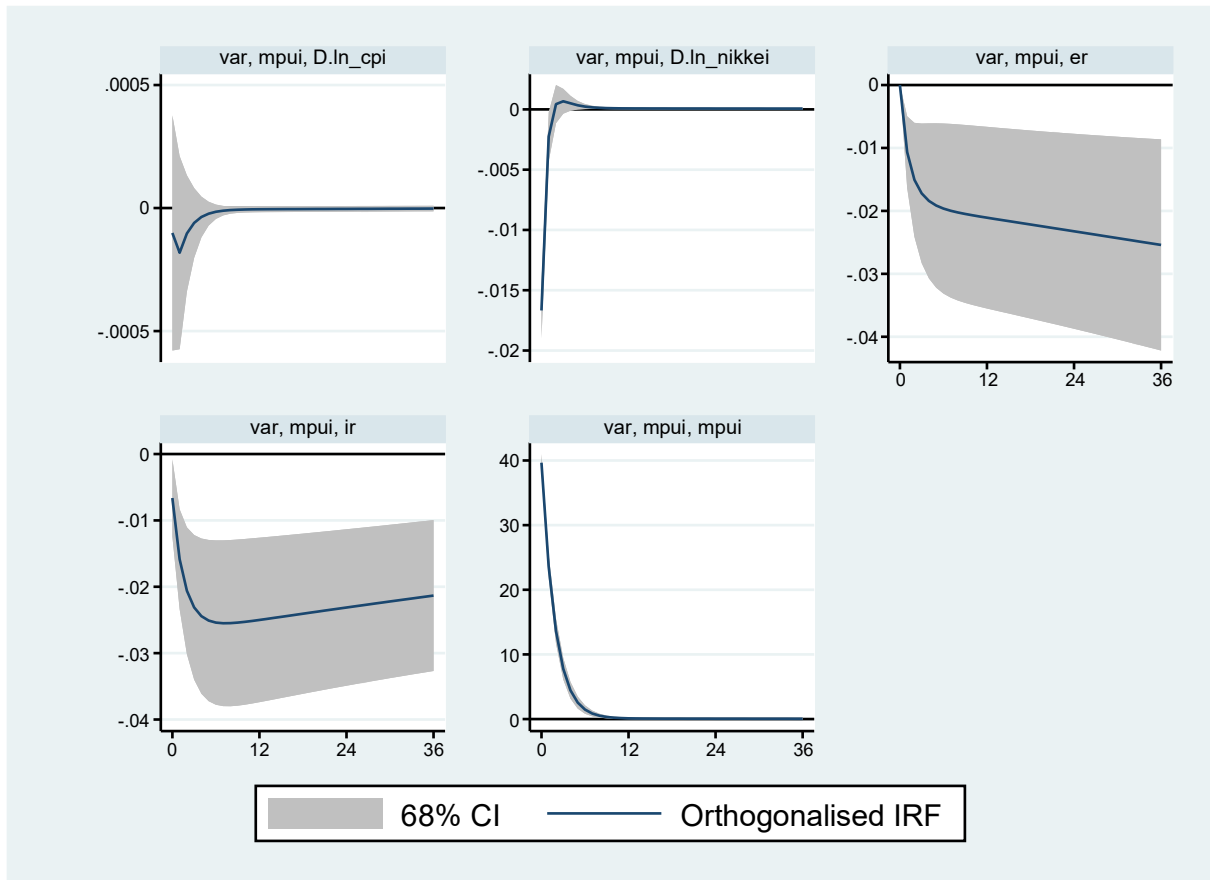 var, mpui, D.ln_cpi
.0005
0
-.0005
var, mpui, D.ln_nikkei
0
-.005
-.01
-.015
-.02
var, mpui, er
0
-.01
-.02
-.03
-.04
0 12 24 36
var, mpui, ir
0
-.01
-.02
-.03
-.04
0 12 24 36
var, mpui, mpui
40
30
20
10
0
0 12 24 36
68% CI Orthogonalised IRF